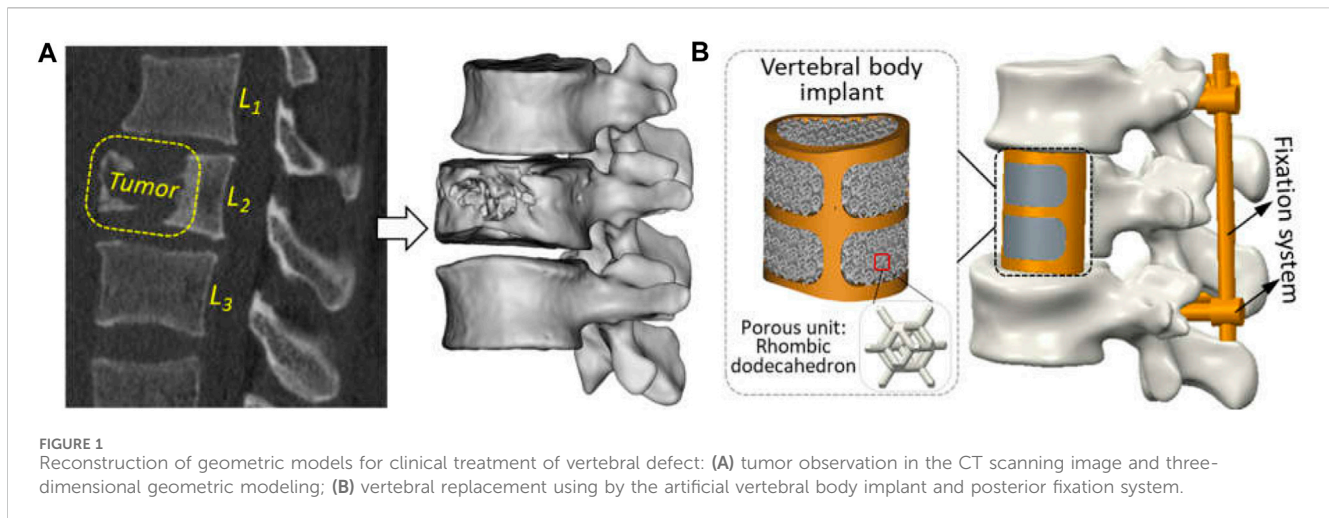 A
L1
Tumor
L2
L3
B
Vertebral body
implant
Porous unit:
Rhombic
dodecahedron
Fixation system
FIGURE 1
Reconstruction of geometric models for clinical treatment of vertebral defect: (A) tumor observation in the CT scanning image and three-
dimensional geometric modeling; (B) vertebral replacement using by the artificial vertebral body implant and posterior fixation system.